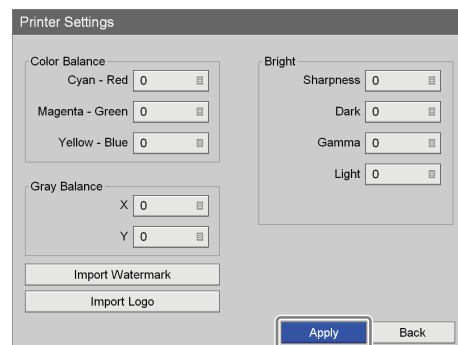 Printer Settings
Color Balance
Cyan - Red 0
Magenta - Green 0
Yellow - Blue 0
Gray Balance
X 0
Y 0
Import Watermark
Import Logo
Bright
Sharpness 0
Dark 0
Gamma 0
Light 0
Apply
Back